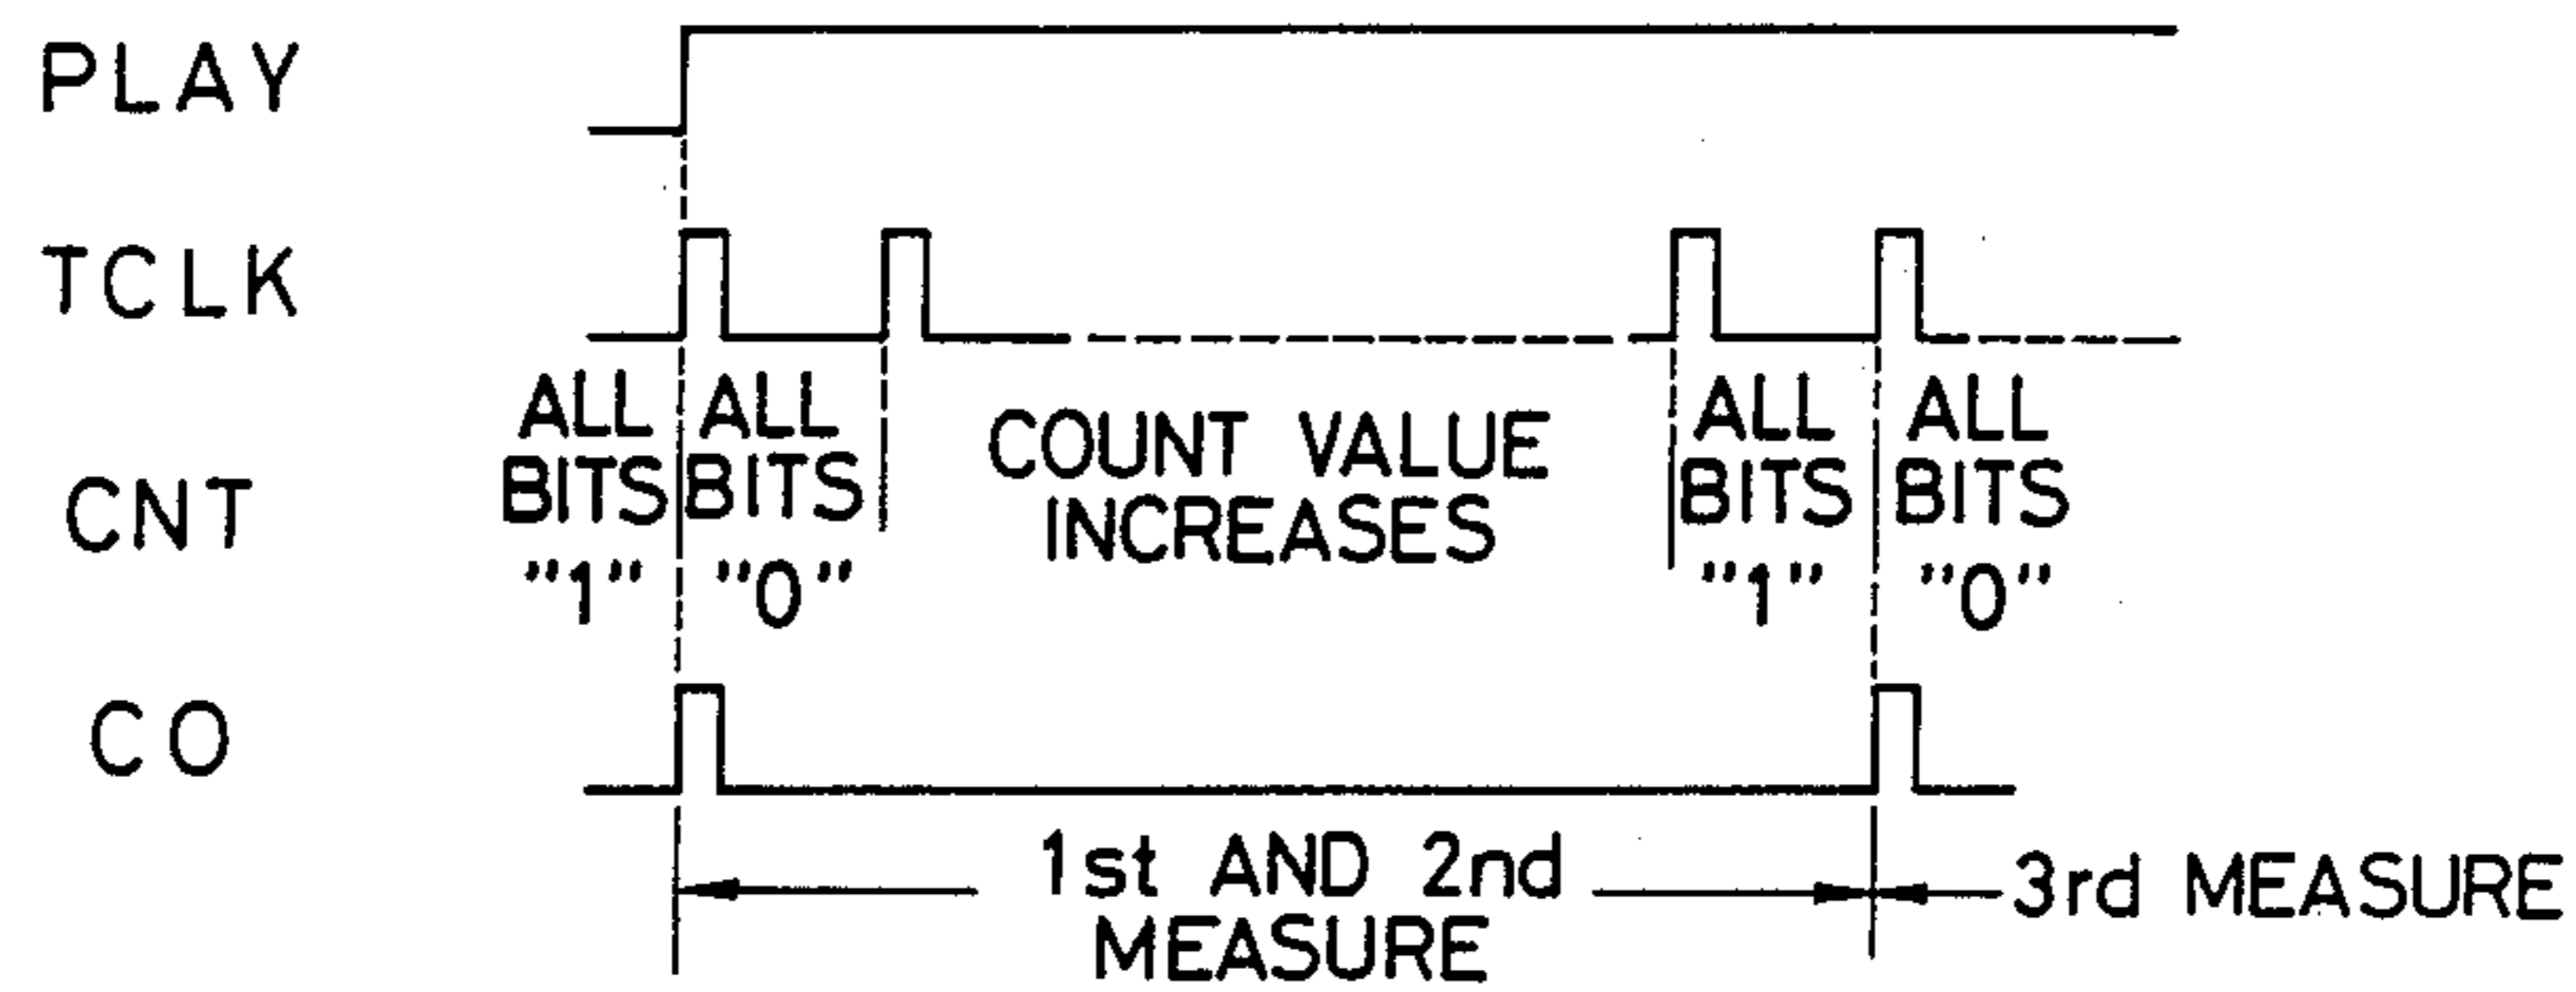 PLAY
TCLK
CNT
ALL
BITS
"1"
ALL
BITS
"0"
COUNT VALUE
INCREASES
ALL
BITS
"1"
ALL
BITS
"0"
CO
1st AND 2nd
MEASURE
3rd MEASURE